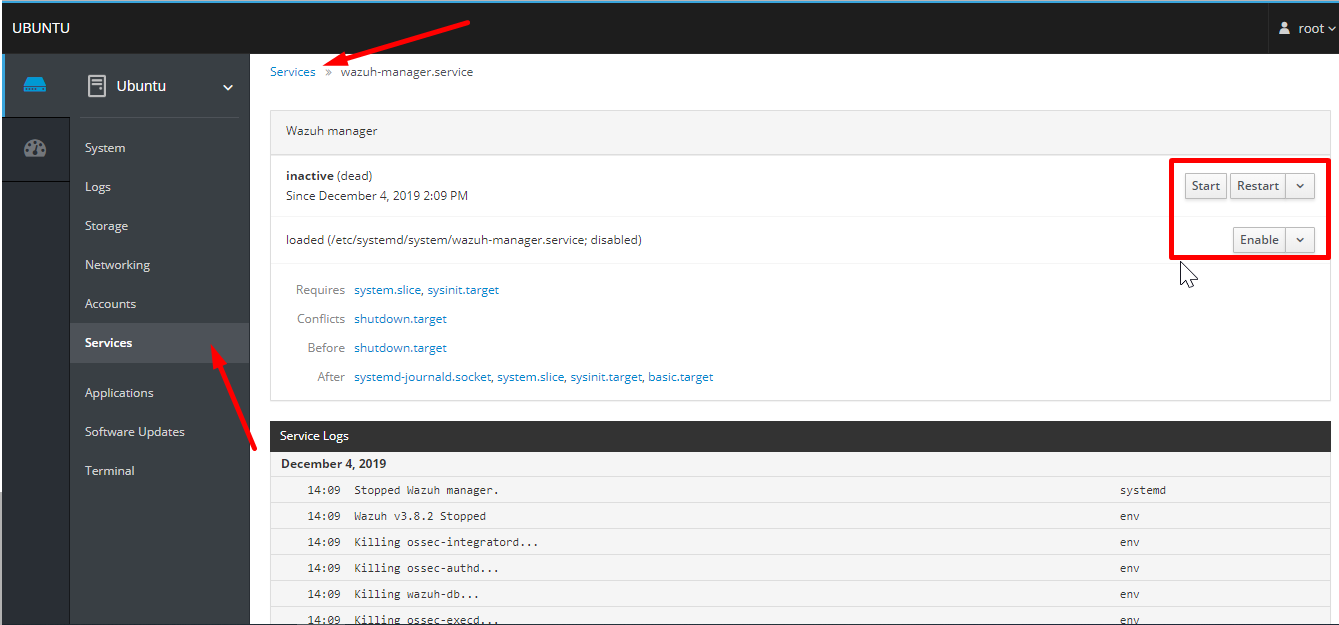 UBUNTU
root
Ubuntu
System
Logs
Storage
Networking
Accounts
Services
Applications
Software Updates
Terminal
Services » wazuh-manager.service
Wazuh manager
inactive (dead)
Since December 4, 2019 2:09 PM
Start Restart
loaded (/etc/systemd/system/wazuh-manager.service; disabled)
Enable
Requires system.slice, sysinit.target
Conflicts shutdown.target
Before shutdown.target
After systemd-journald.socket, system.slice, sysinit.target, basic.target
Service Logs
December 4, 2019
14:09 Stopped Wazuh manager. systemd
14:09 Wazuh v3.8.2 Stopped env
14:09 Killing ossec-integratord... env
14:09 Killing ossec-authd... env
14:09 Killing wazuh-db... env
14:09 Killing ossec-execd... env